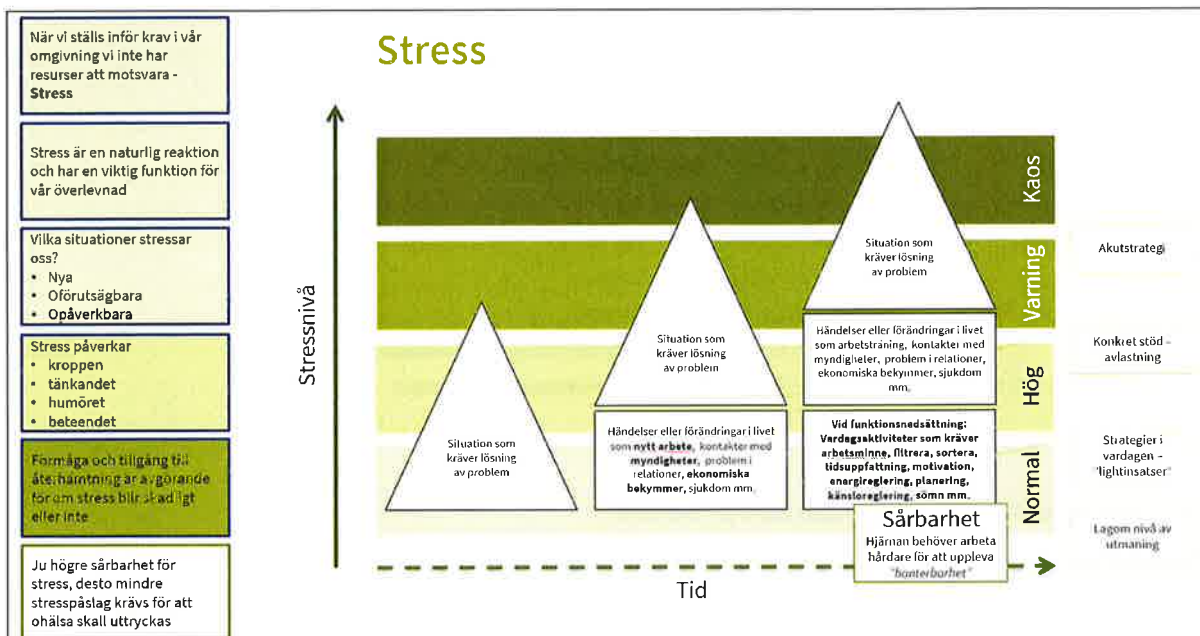 När vi ställs inför krav i vår
omgivning vi inte har
resurser att motsvara -
Stress
Stress är en naturlig reaktion
och har en viktig funktion för
vår överlevnad
Vilka situationer stressar
oss?
• Nya
• Oförutsägbara
• Opåverkbara
Stress påverkar
• kroppen
• tänkandet
• humöret
• beteendet
Förmåga och tillgång till
återhämtning är avgörande
för om stress blir skadligt
eller inte
Ju högre sårbarhet för
stress, desto mindre
stresspåslag krävs för att
ohälsa skall uttryckas
Stress
Stressnivå
Situation som
kräver lösning
av problem
Situation som
kräver lösning
av problem
Händelser eller förändringar i livet
som nytt arbete, kontakter med
myndigheter, problem i
relationer, ekonomiska
bekymmer, sjukdom mm.
Situation som
kräver lösning
av problem
Händelser eller förändringar i livet
som arbetsträning, kontakter med
myndigheter, problem i relationer,
ekonomiska bekymmer, sjukdom
mm.
Vid funktionsnedsättning:
Vardagsaktiviteter som kräver
arbetsminne, filtrera, sortera,
tidsuppfattning, motivation,
energireglering, planering,
känsloreglering, sömn mm.
Sårbarhet
Hjärnan behöver arbeta
hårdare för att uppleva
"hanterbarhet"
Kaos
Varning
Hög
Normal
Akutstrategi
Konkret stöd -
avlastning
Strategier i
vardagen -
"lightinsatser"
Lagom nivå av
utmaning
Tid